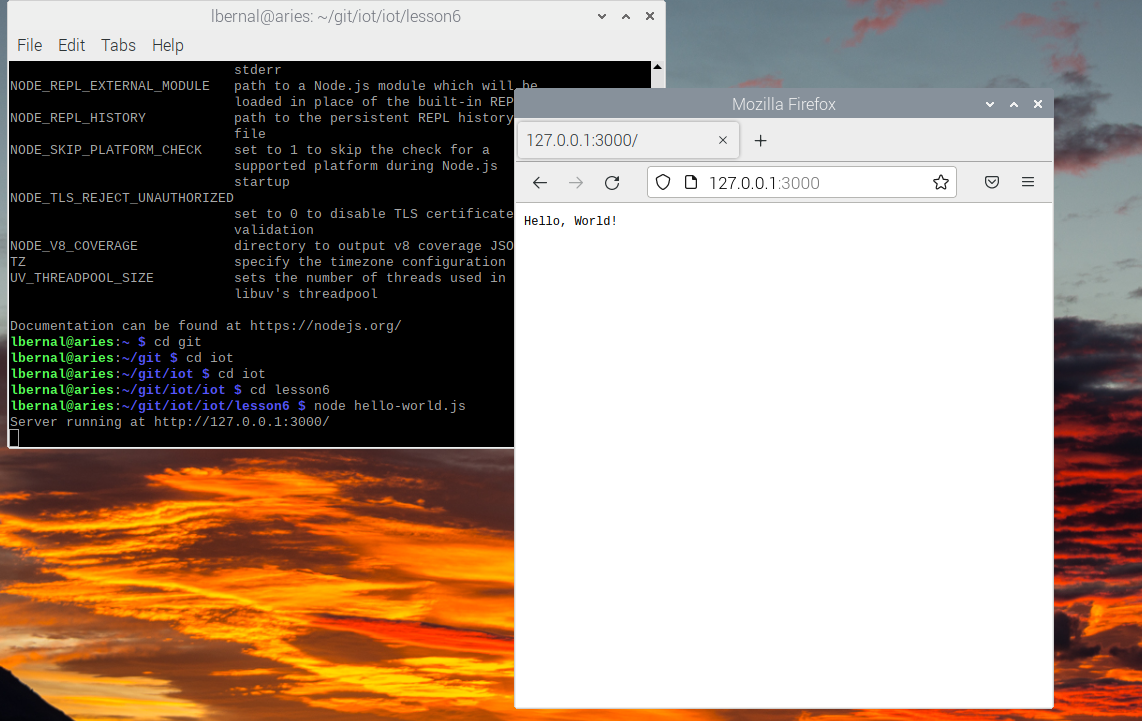 lbernal@aries: ~/git/iot/iot/lesson6
File Edit Tabs Help
stderr
NODE_REPL_EXTERNAL_MODULE path to a Node.js module which will be
loaded in place of the built-in REP
NODE_REPL_HISTORY path to the persistent REPL history
file
NODE_SKIP_PLATFORM_CHECK set to 1 to skip the check for a
supported platform during Node.js
startup
NODE_TLS_REJECT_UNAUTHORIZED
set to 0 to disable TLS certificate
validation
NODE_V8_COVERAGE directory to output v8 coverage JSO
TZ specify the timezone configuration
UV_THREADPOOL_SIZE sets the number of threads used in
libuv's threadpool
Documentation can be found at https://nodejs.org/
lbernal@aries:~ $ cd git
lbernal@aries:~/git $ cd iot
lbernal@aries:~/git/iot $ cd iot
lbernal@aries:~/git/iot/iot $ cd lesson6
lbernal@aries:~/git/iot/iot/lesson6 $ node hello-world.js
Server running at http://127.0.0.1:3000/
Mozilla Firefox
127.0.0.1:3000/
127.0.0.1:3000
Hello, World!